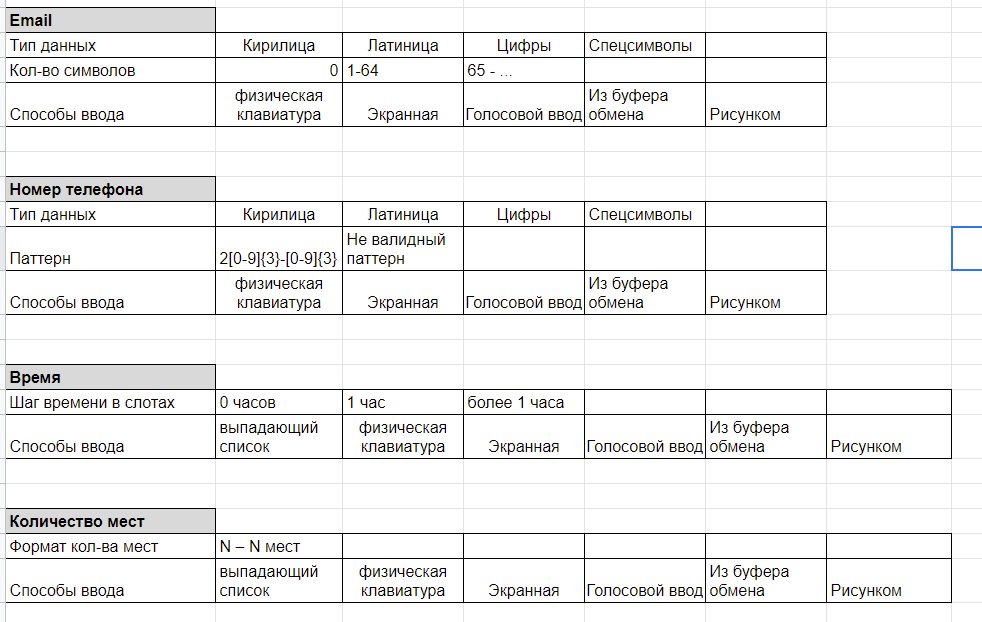 Email
Тип данных Кирилица Латиница Цифры Спецсимволы
Кол-во символов 0 1-64 65 - ...
Способы ввода физическая клавиатура Экранная Голосовой ввод Из буфера обмена Рисунком
Номер телефона
Тип данных Кирилица Латиница Цифры Спецсимволы
Паттерн 2[0-9]{3}-[0-9]{3} Не валидный паттерн
Способы ввода физическая клавиатура Экранная Голосовой ввод Из буфера обмена Рисунком
Время
Шаг времени в слотах 0 часов 1 час более 1 часа
Способы ввода выпадающий список физическая клавиатура Экранная Голосовой ввод Из буфера обмена Рисунком
Количество мест
Формат кол-ва мест N – N мест
Способы ввода выпадающий список физическая клавиатура Экранная Голосовой ввод Из буфера обмена Рисунком